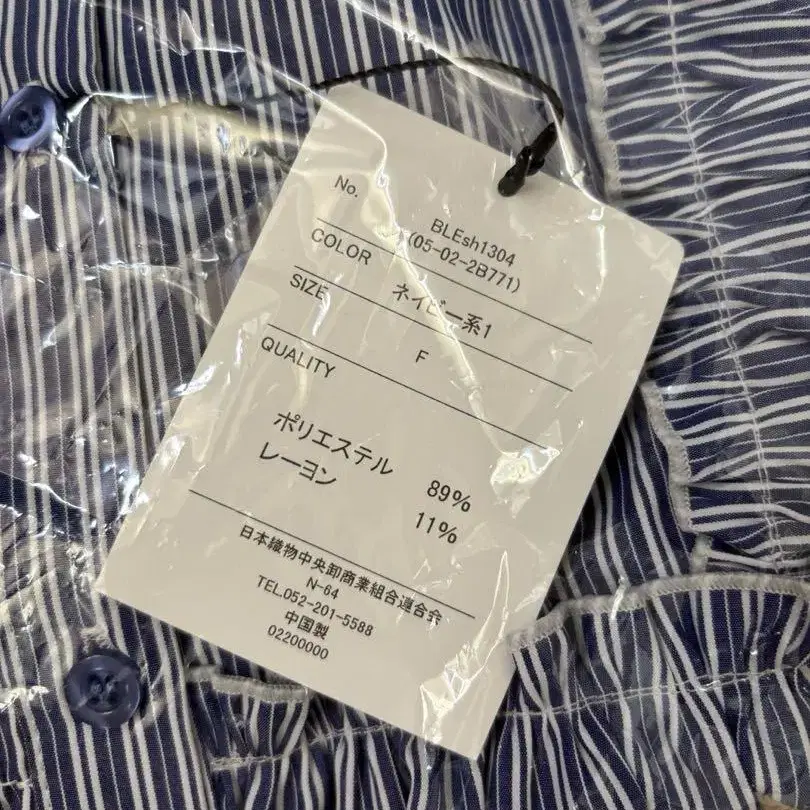 No. BLEsh1304
(05-02-2B771)
COLOR ネイビー系1
SIZE F
QUALITY
ポリエステル 89%
レーヨン 11%
日本織物中央卸商業組合連合会
N-64
TEL.052-201-5588
中国製
02200000